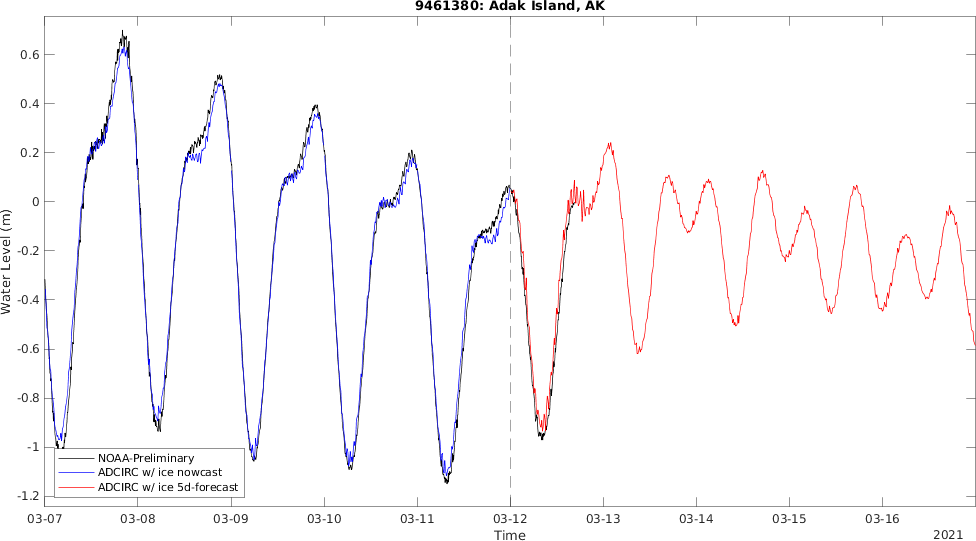 9461380: Adak Island, AK
0.6
0.4
0.2
0
-0.2
-0.4
-0.6
-0.8
-1
-1.2
Water Level (m)
NOAA-Preliminary
ADCIRC w/ ice nowcast
ADCIRC w/ ice 5d-forecast
03-07 03-08 03-09 03-10 03-11 03-12 03-13 03-14 03-15 03-16
Time
2021